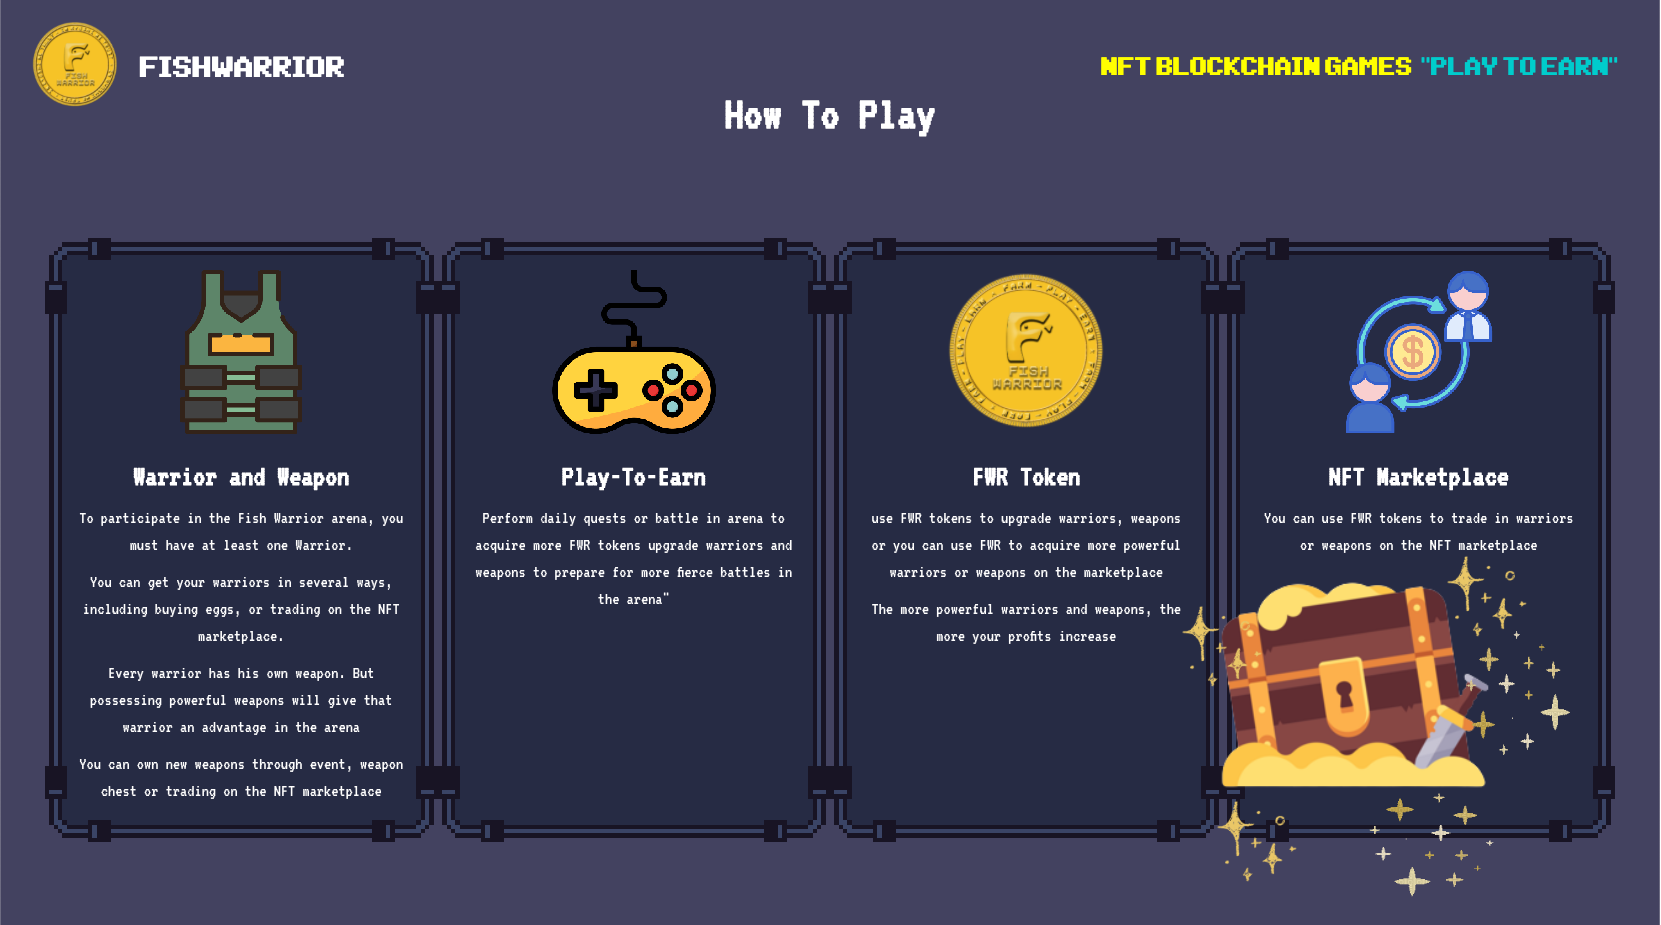 FISHWARRIOR
NFT BLOCKCHAIN GAMES "PLAY TO EARN"
How To Play
F
FISH
WARRIOR
Warrior and Weapon
To participate in the Fish Warrior arena, you
must have at least one Warrior.
You can get your warriors in several ways,
including buying eggs, or trading on the NFT
marketplace.
Every warrior has his own weapon. But
possessing powerful weapons will give that
warrior an advantage in the arena
You can own new weapons through event, weapon
chest or trading on the NFT marketplace
Play-To-Earn
Perform daily quests or battle in arena to
acquire more FWR tokens upgrade warriors and
weapons to prepare for more fierce battles in
the arena"
F
FISH
WARRIOR
FWR Token
use FWR tokens to upgrade warriors, weapons
or you can use FWR to acquire more powerful
warriors or weapons on the marketplace
The more powerful warriors and weapons, the
more your profits increase
$
NFT Marketplace
You can use FWR tokens to trade in warriors
or weapons on the NFT marketplace